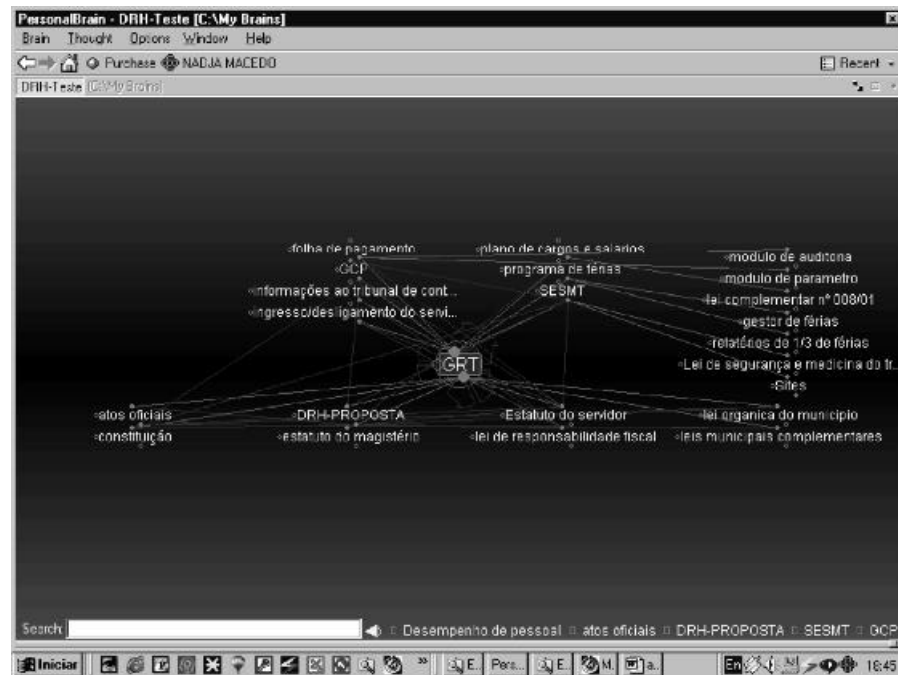 PersonalBrain - DRH-Teste [C:\My Brains]
Brain Thought Options Window Help
Purchase NADJA MACEDO Recent
DRH-Teste [C:\My Brains]
folha de pagamento plano de cargos e salarios
modulo de auditoria
GCP programa de férias
modulo de parametro
informações ao tribunal de cont... SESMT
lei complementar nº 008/01
ingresso/desligamento do servi...
gestor de férias
relatórios de 1/3 de férias
GRT
Lei de segurança e medicina do tr...
Sites
atos oficiais DRH-PROPOSTA Estatuto do servidor lei organica do municipio
constituição estatuto do magistério lei de responsabilidade fiscal leis municipais complementares
Search: Desempenho de pessoal atos oficiais DRH-PROPOSTA SESMT GCP
Iniciar » E... Pers... E... M... a... En 16:45